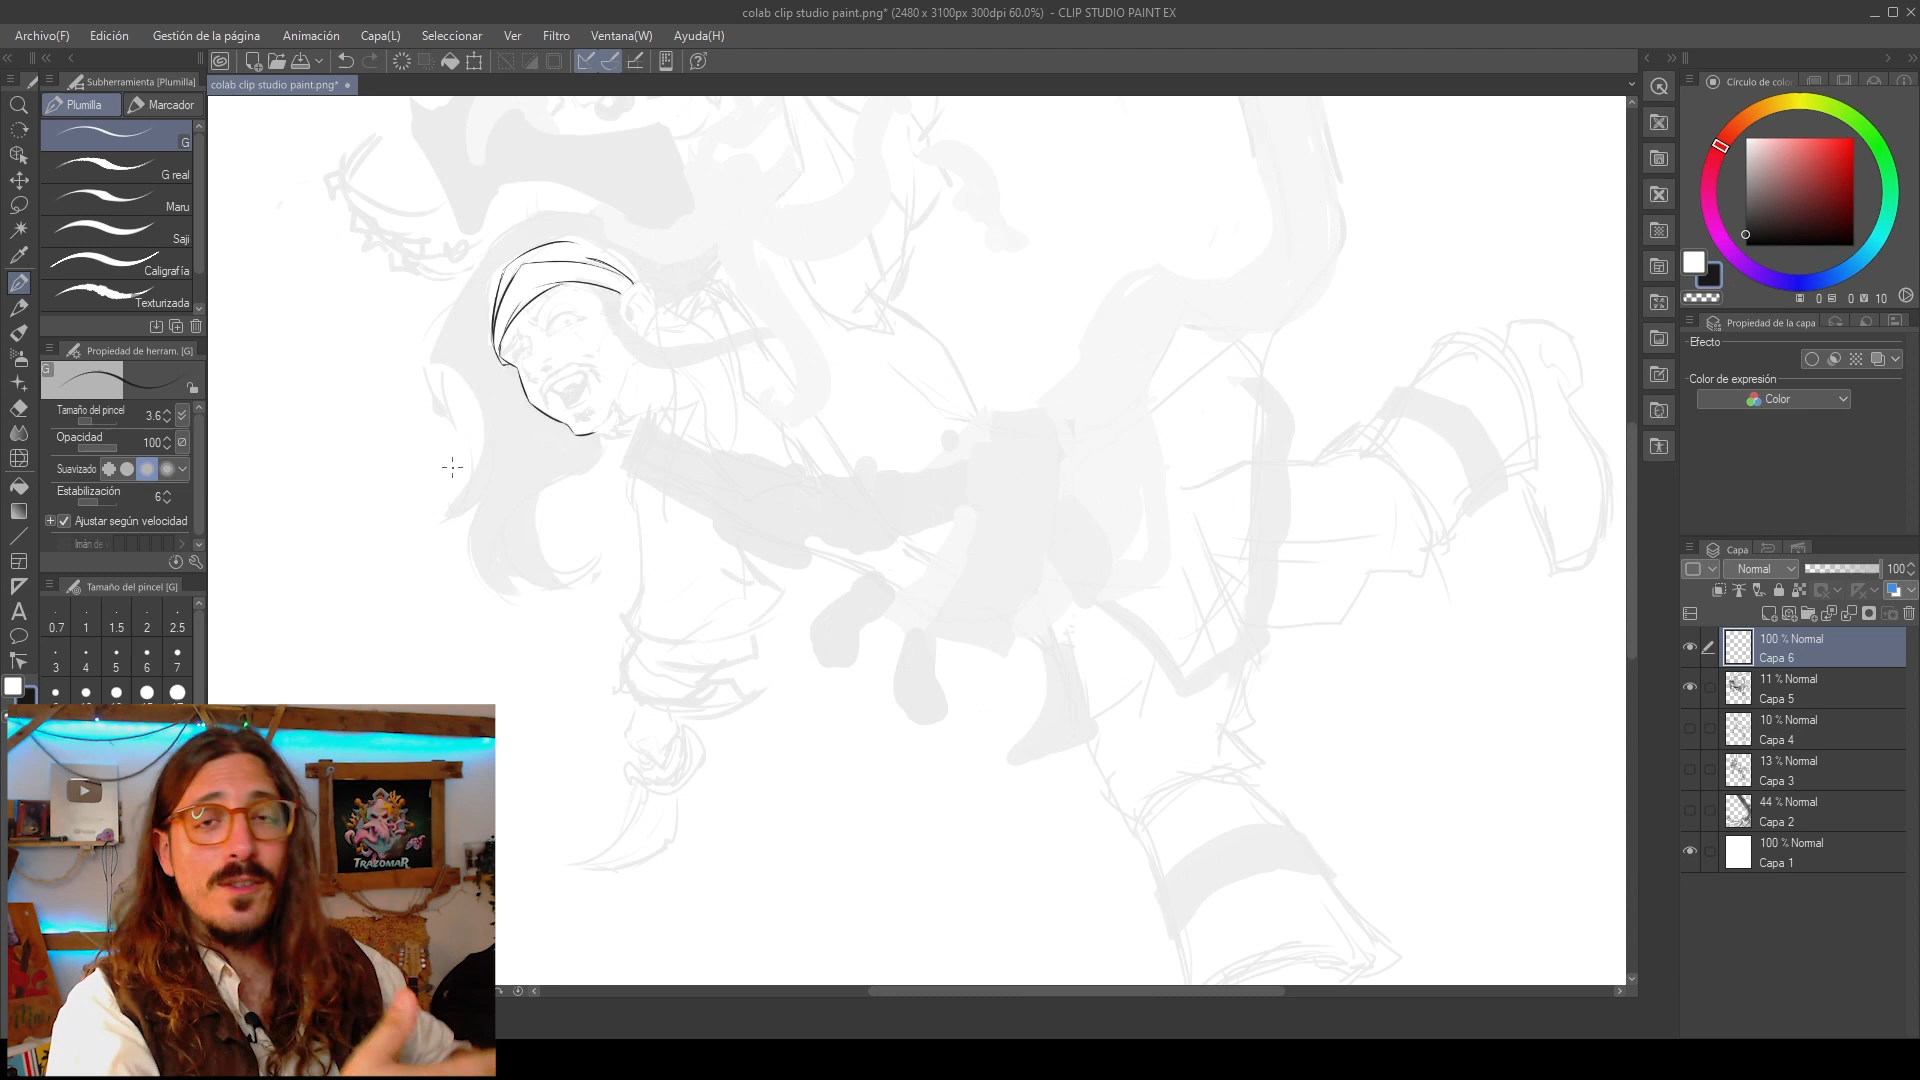 colab clip studio paint.png* (2480 x 3100px 300dpi 60.0%) - CLIP STUDIO PAINT EX
Archivo(F) Edición Gestión de la página Animación Capa(L) Seleccionar Ver Filtro Ventana(W) Ayuda(H)
colab clip studio paint.png*
Subherramienta [Plumilla]
Plumilla Marcador
G
G real
Maru
Saji
Caligrafía
Texturizada
Propiedad de herram. [G]
G
Tamaño del pincel 3.6
Opacidad 100
Suavizado
Estabilización 6
Ajustar según velocidad
Imán de
Tamaño del pincel [G]
0.7 1 1.5 2 2.5
3 4 5 6 7
TRAZOMAR
Círculo de color
0 0 10
Propiedad de la capa
Efecto
Color de expresión
Color
Capa
Normal 100
100 % Normal
Capa 6
11 % Normal
Capa 5
10 % Normal
Capa 4
13 % Normal
Capa 3
44 % Normal
Capa 2
100 % Normal
Capa 1